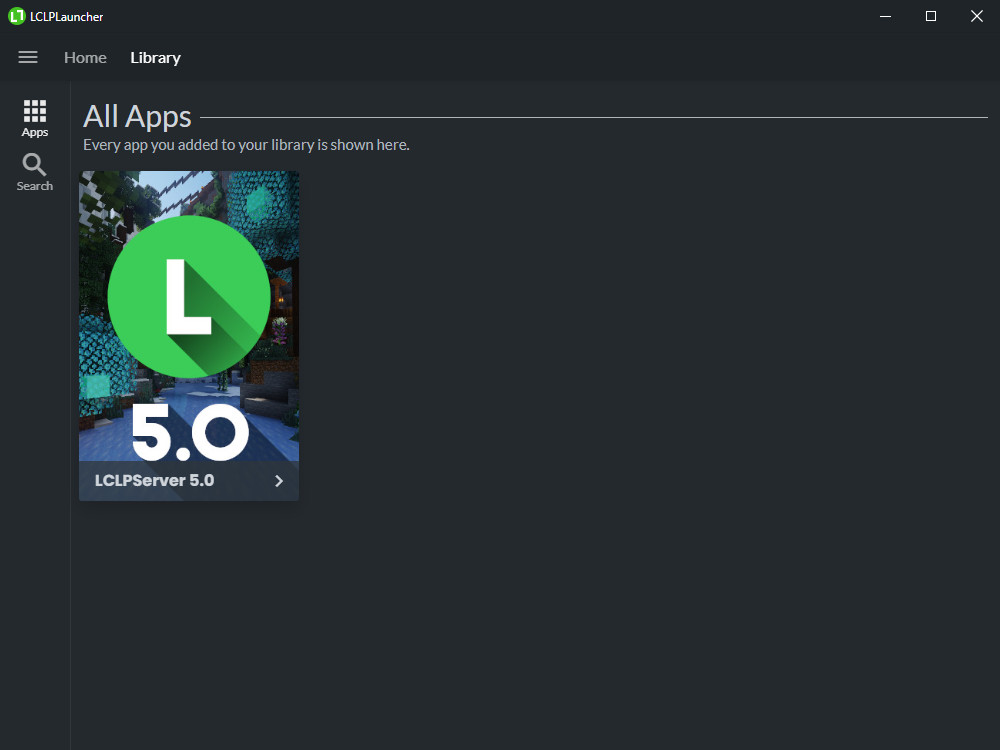 LCLPLauncher
Home Library
Apps
Search
All Apps
Every app you added to your library is shown here.
L
5.0
LCLPServer 5.0